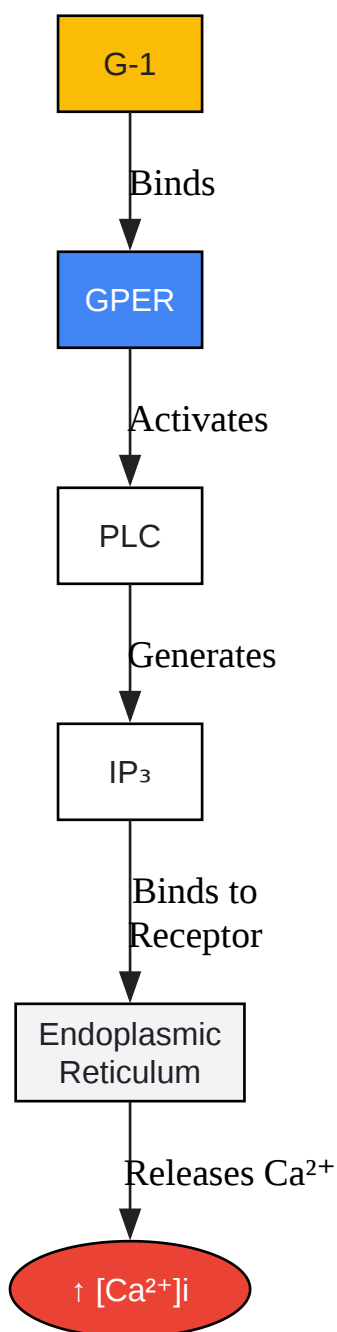 G-1
Binds
GPER
Activates
PLC
Generates
IP₃
Binds to
Receptor
Endoplasmic
Reticulum
Releases Ca²⁺
↑ [Ca²⁺]i